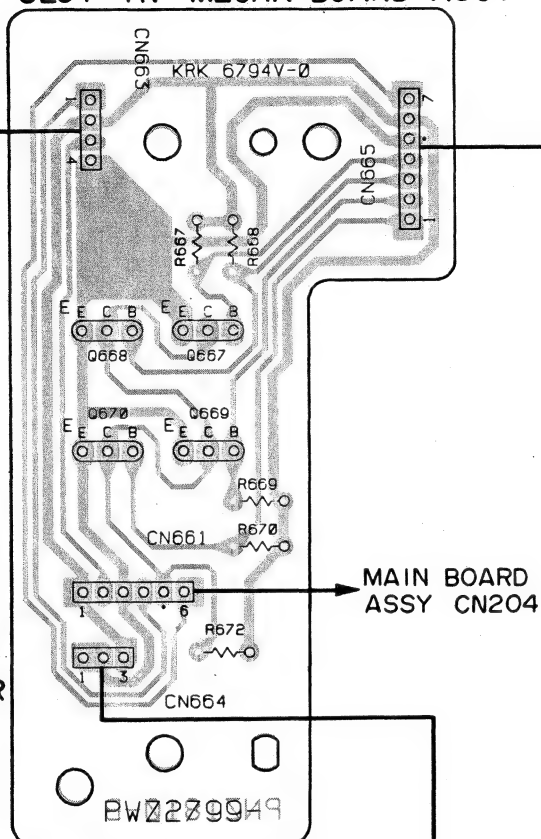 CN663
KRK 6794V-0
1
4
7
CN665
1
R667
R668
E
E C B
E
E C B
Q668
Q667
Q670
Q669
E
E C B
E
E C B
R669
R670
CN661
1
6
MAIN BOARD
ASSY CN204
R672
1
3
R
CN664